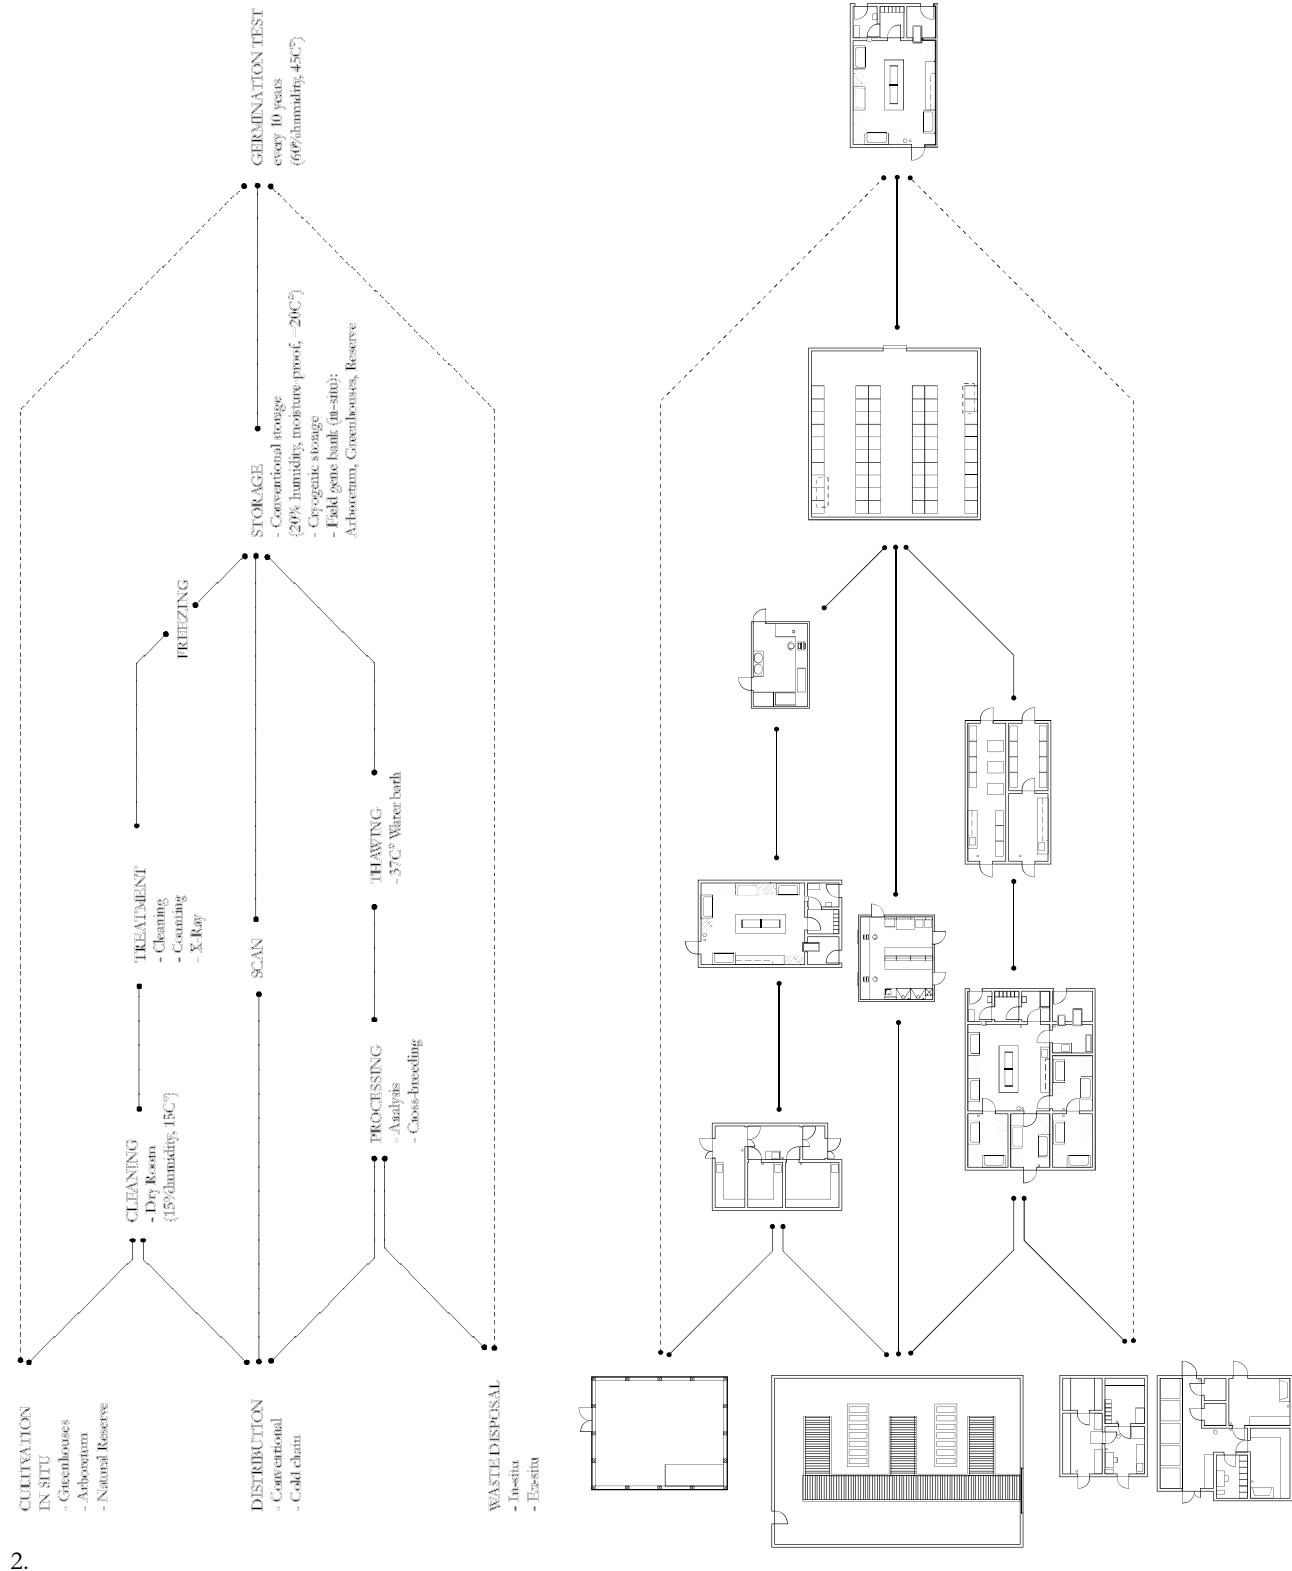 GERMINATION TEST
every 10 years
(60%humidity, 45C°)
STORAGE
- Conventional storage
(20% humidity, moisture-proof, -20C°)
- Cryogenic storage
- Field gene bank (in-situ):
Arboretum, Greenhouses, Reserve
FREEZING
TREATMENT
- Cleaning
- Counting
- X-Ray
THAWING
- 37C° Water bath
SCAN
CLEANING
- Dry Room
(15%humidity, 15C°)
PROCESSING
- Analysis
- Cross-breeding
CULTIVATION
IN SITU
- Greenhouses
- Arboretum
- Natural Reserve
DISTRIBUTION
- Conventional
- Cold chain
WASTE DISPOSAL
- In-situ
- Ex-situ
2.